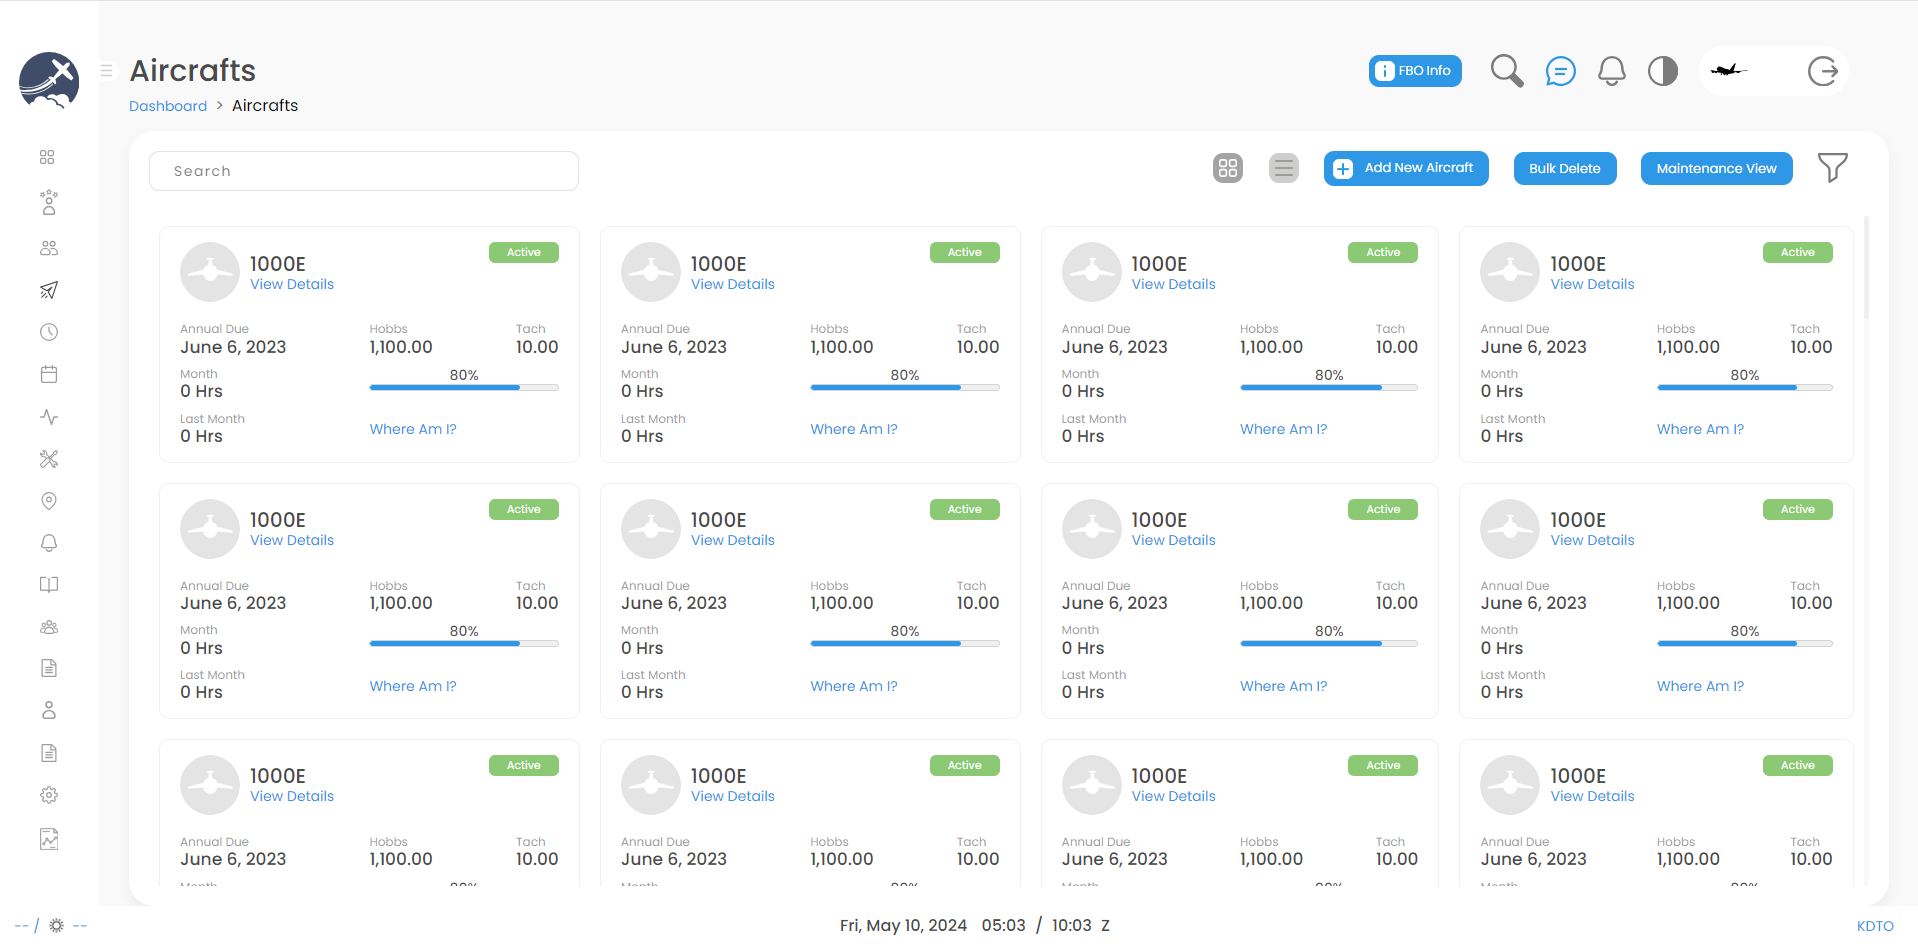 Aircrafts
Dashboard > Aircrafts
FBO Info
Search
Add New Aircraft
Bulk Delete
Maintenance View
1000E Active 1000E Active 1000E Active 1000E Active
View Details View Details View Details View Details
Annual Due Hobbs Tach Annual Due Hobbs Tach Annual Due Hobbs Tach Annual Due Hobbs Tach
June 6, 2023 1,100.00 10.00 June 6, 2023 1,100.00 10.00 June 6, 2023 1,100.00 10.00 June 6, 2023 1,100.00 10.00
Month 80% Month 80% Month 80% Month 80%
0 Hrs 0 Hrs 0 Hrs 0 Hrs
Last Month Last Month Last Month Last Month
0 Hrs Where Am I? 0 Hrs Where Am I? 0 Hrs Where Am I? 0 Hrs Where Am I?
1000E Active 1000E Active 1000E Active 1000E Active
View Details View Details View Details View Details
Annual Due Hobbs Tach Annual Due Hobbs Tach Annual Due Hobbs Tach Annual Due Hobbs Tach
June 6, 2023 1,100.00 10.00 June 6, 2023 1,100.00 10.00 June 6, 2023 1,100.00 10.00 June 6, 2023 1,100.00 10.00
Month 80% Month 80% Month 80% Month 80%
0 Hrs 0 Hrs 0 Hrs 0 Hrs
Last Month Last Month Last Month Last Month
0 Hrs Where Am I? 0 Hrs Where Am I? 0 Hrs Where Am I? 0 Hrs Where Am I?
1000E Active 1000E Active 1000E Active 1000E Active
View Details View Details View Details View Details
Annual Due Hobbs Tach Annual Due Hobbs Tach Annual Due Hobbs Tach Annual Due Hobbs Tach
June 6, 2023 1,100.00 10.00 June 6, 2023 1,100.00 10.00 June 6, 2023 1,100.00 10.00 June 6, 2023 1,100.00 10.00
Month 80% Month 80% Month 80% Month 80%
-- / -- Fri, May 10, 2024 05:03 / 10:03 Z KDTO